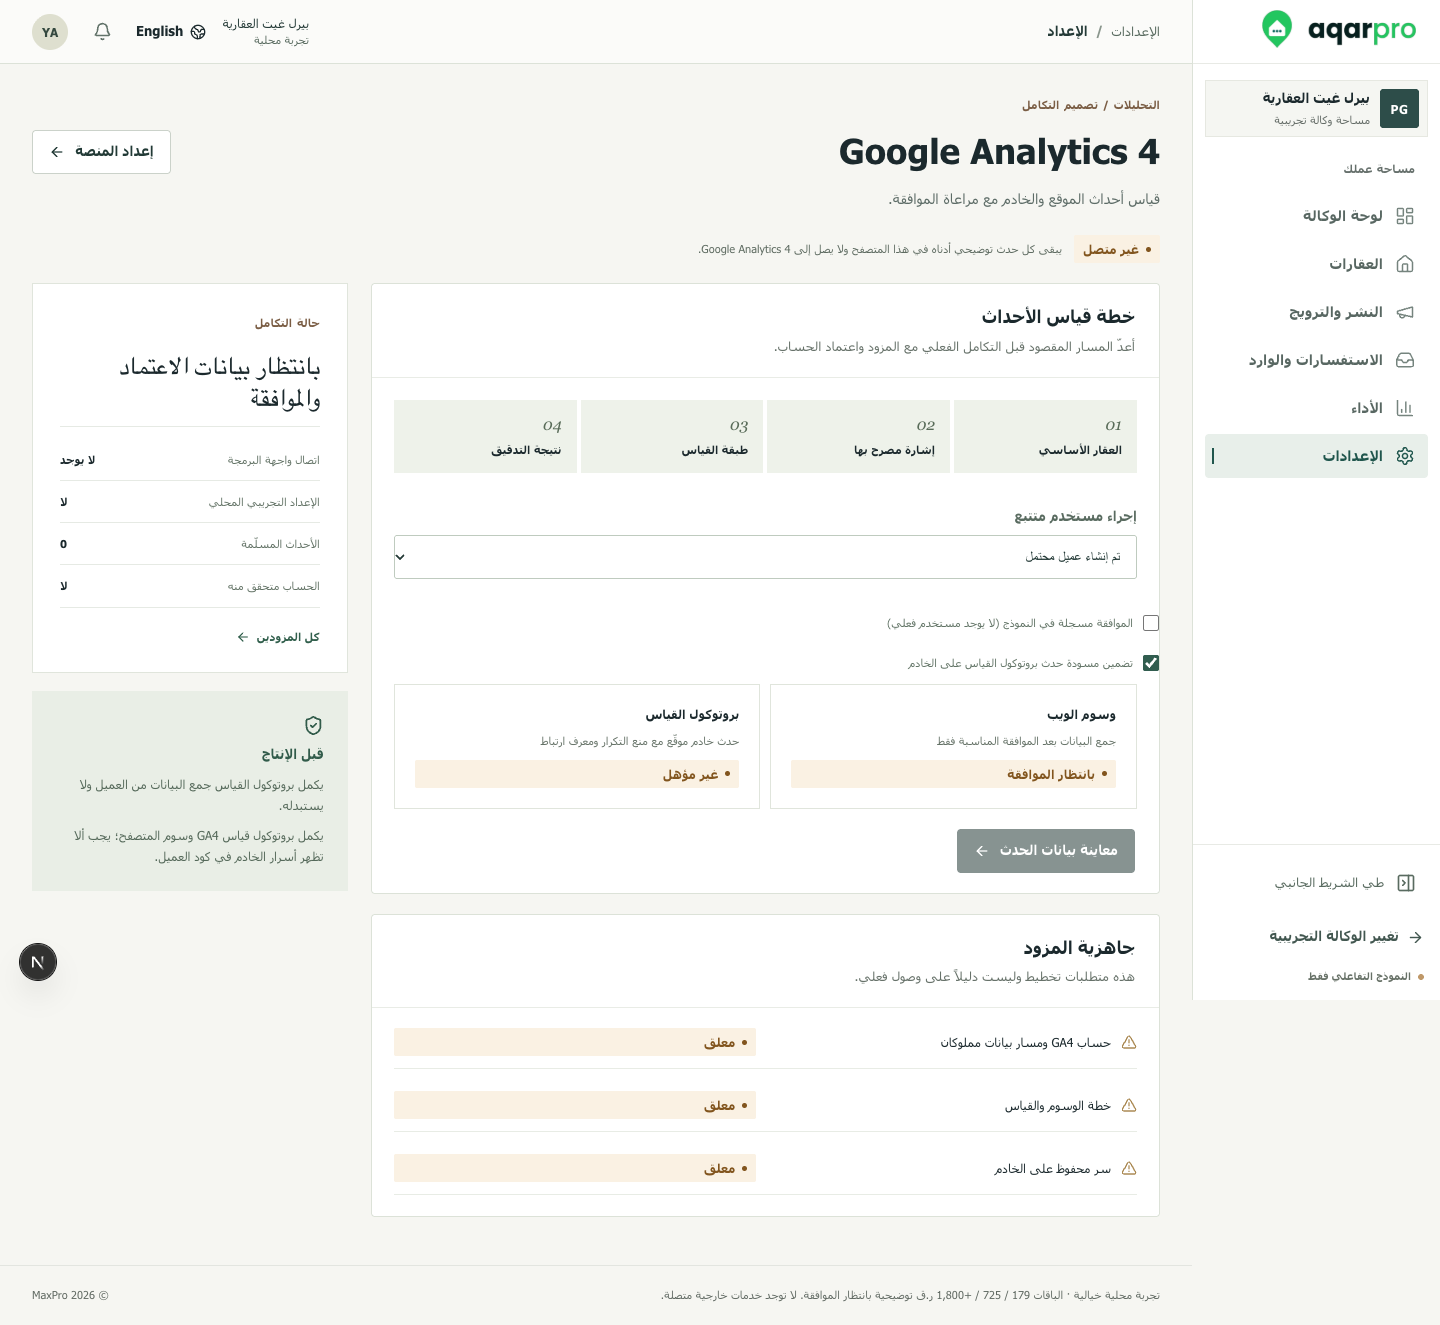 aqarpro
PG
بيرل غيت العقارية
مساحة وكالة تجريبية
مساحة عملك
لوحة الوكالة
العقارات
النشر والترويج
الاستفسارات والوارد
الأداء
الإعدادات
طي الشريط الجانبي
تغيير الوكالة التجريبية
النموذج التفاعلي فقط
الإعدادات / الإعداد
بيرل غيت العقارية
تجربة محلية
English
YA
التحليلات / تصميم التكامل
Google Analytics 4
إعداد المنصة
قياس أحداث الموقع والخادم مع مراعاة الموافقة.
غير متصل
يبقى كل حدث توضيحي أدناه في هذا المتصفح ولا يصل إلى Google Analytics 4.
خطة قياس الأحداث
أعدّ المسار المقصود قبل التكامل الفعلي مع المزود واعتماد الحساب.
01
العقار الأساسي
02
إشارة مصرح بها
03
طبقة القياس
04
نتيجة التدقيق
إجراء مستخدم متتبع
تم إنشاء عميل محتمل
الموافقة مسجلة في النموذج (لا يوجد مستخدم فعلي)
تضمين مسودة حدث بروتوكول القياس على الخادم
وسوم الويب
جمع البيانات بعد الموافقة المناسبة فقط
بانتظار الموافقة
بروتوكول القياس
حدث خادم موقّع مع منع التكرار ومعرف ارتباط
غير مؤهل
معاينة بيانات الحدث
جاهزية المزود
هذه متطلبات تخطيط وليست دليلاً على وصول فعلي.
حساب GA4 ومسار بيانات مملوكان
معلق
خطة الوسوم والقياس
معلق
سر محفوظ على الخادم
معلق
حالة التكامل
بانتظار بيانات الاعتماد
والموافقة
اتصال واجهة البرمجة
لا يوجد
الإعداد التجريبي المحلي
لا
الأحداث المسلّمة
0
الحساب متحقق منه
لا
كل المزودين
قبل الإنتاج
يكمل بروتوكول القياس جمع البيانات من العميل ولا
يستبدله.
يكمل بروتوكول قياس GA4 وسوم المتصفح؛ يجب ألا
تظهر أسرار الخادم في كود العميل.
N
تجربة محلية خيالية · الباقات 179 / 725 / +1,800 ر.ق توضيحية بانتظار الموافقة. لا توجد خدمات خارجية متصلة.
© 2026 MaxPro